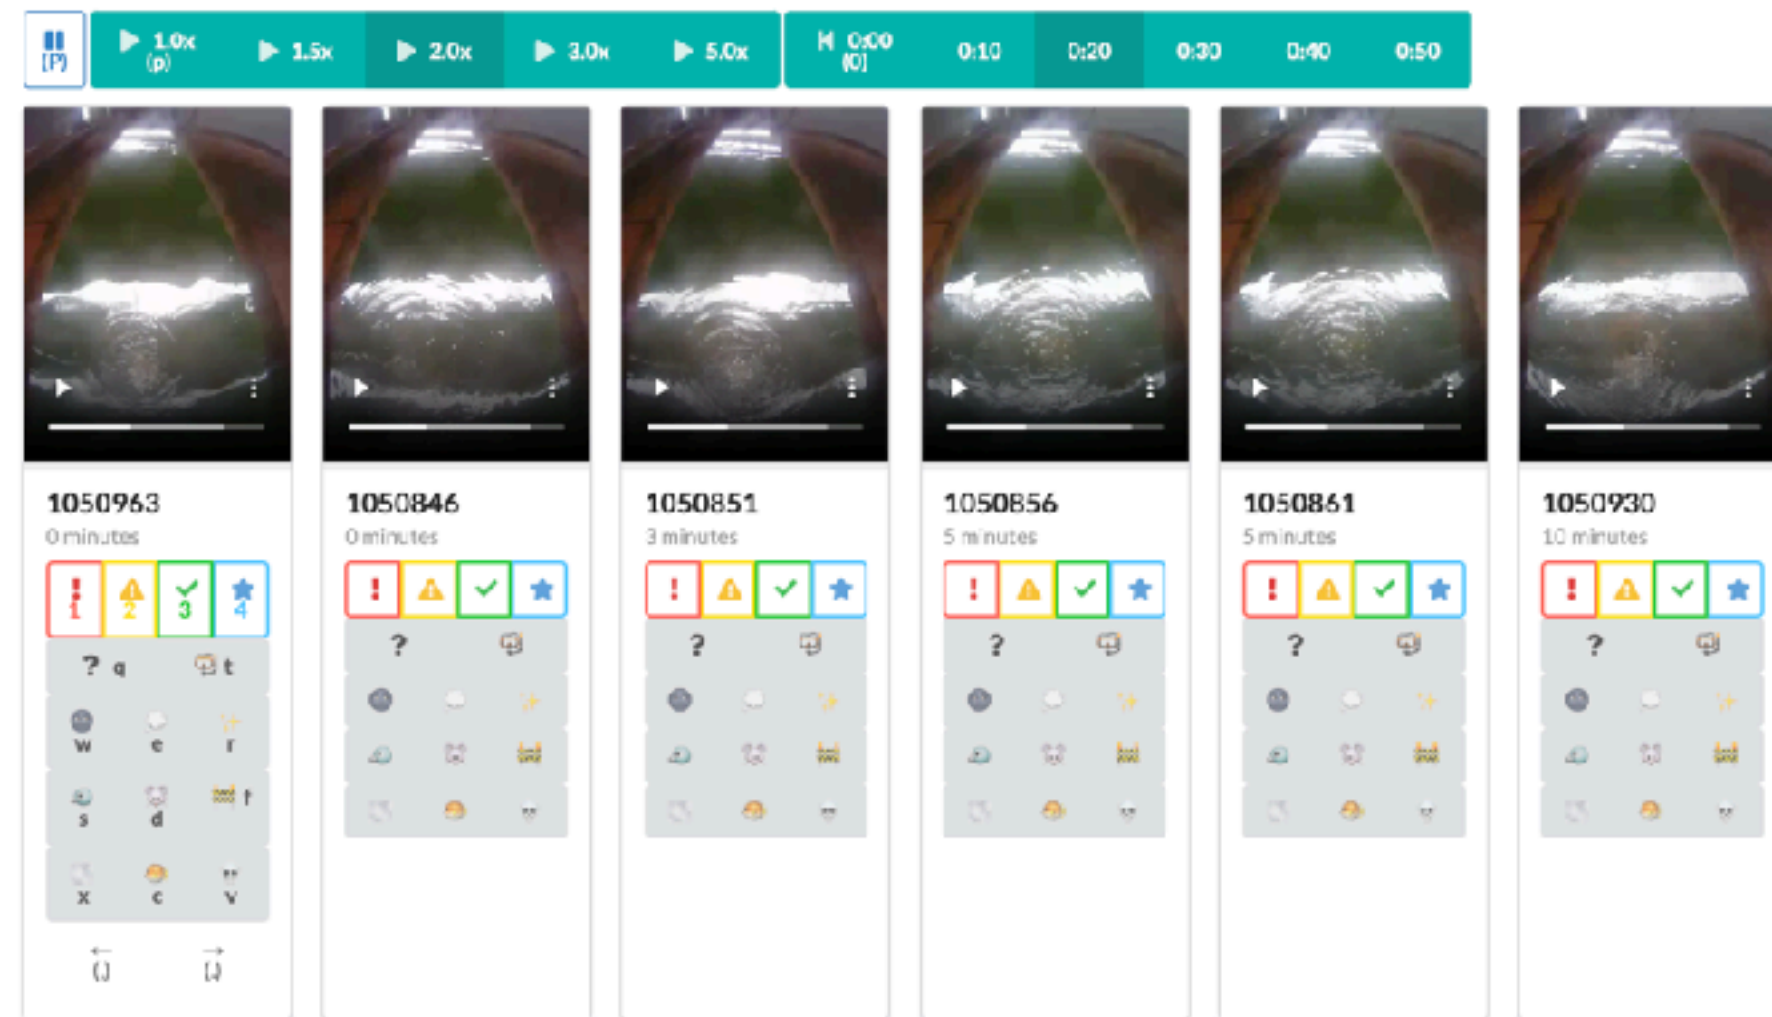 (P) 1.0x (p) 1.5x 2.0x 3.0x 5.0x 0:00 (0) 0:10 0:20 0:30 0:40 0:50
1050963 1050846 1050851 1050856 1050861 1050930
0 minutes 0 minutes 3 minutes 5 minutes 5 minutes 10 minutes
1 2 3 4
? q t ? ? ? ? ?
w e r
s d f
x c v